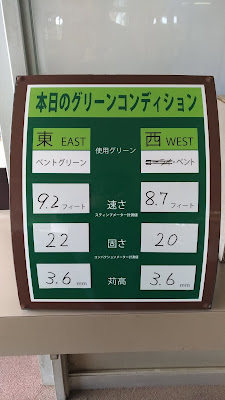 本日のグリーンコンディション
東 EAST 使用グリーン 西 WEST
ベントグリーン ベント
9.2 フィート 速さ 8.7 フィート
スティンプメーター計測値
22 固さ 20
コンパクションメーター計測値
3.6 mm 刈高 3.6 mm